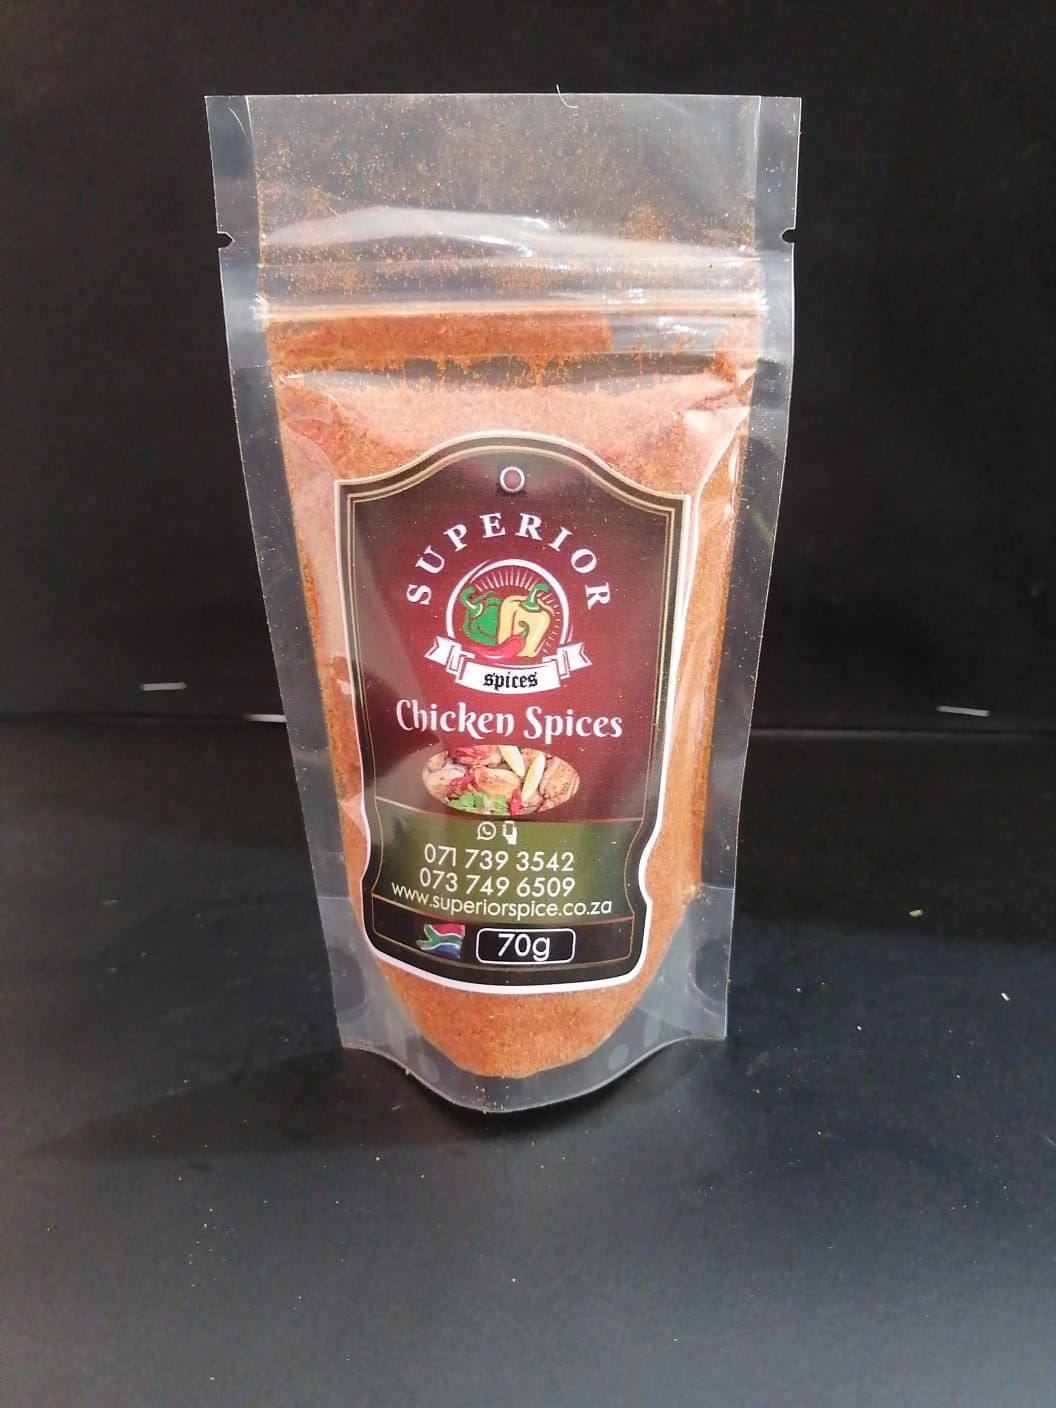 SUPERIOR
spices
Chicken Spices
071 739 3542
073 749 6509
www.superiorspice.co.za
70g